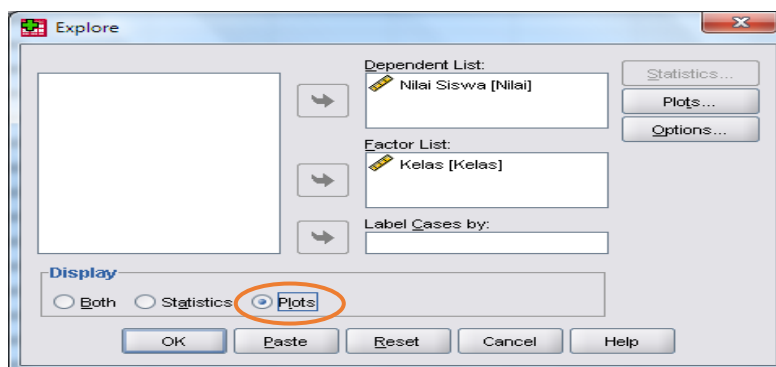 Explore
Dependent List:
Nilai Siswa [Nilai]
Factor List:
Kelas [Kelas]
Label Cases by:
Statistics...
Plots...
Options...
Display
Both Statistics Plots
OK Paste Reset Cancel Help